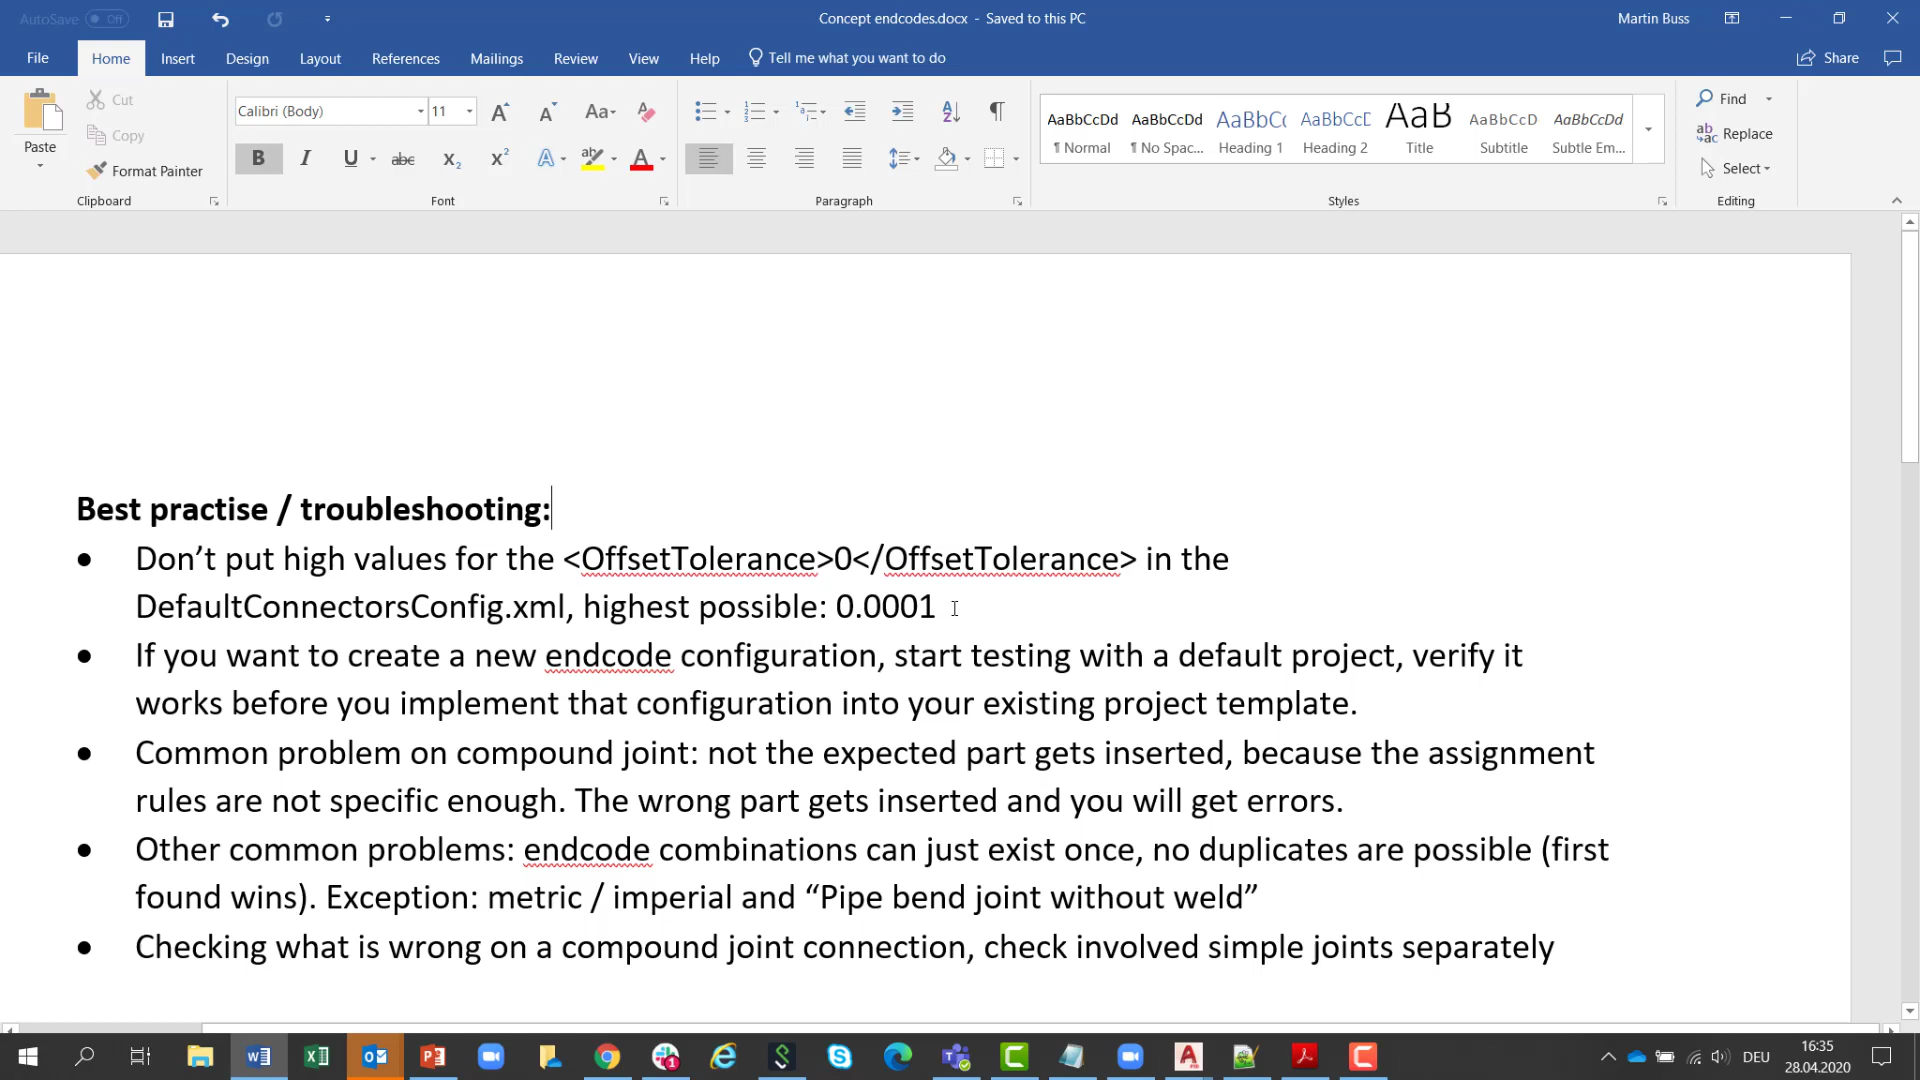 AutoSave Off
Concept endcodes.docx - Saved to this PC
Martin Buss
File Home Insert Design Layout References Mailings Review View Help Tell me what you want to do
Share
Paste
Cut
Copy
Format Painter
Clipboard
Calibri (Body) 11
Font
Paragraph
AaBbCcDd AaBbCcDd AaBbCc AaBbCcE AaB AaBbCcD AaBbCcDd
¶ Normal ¶ No Spac... Heading 1 Heading 2 Title Subtitle Subtle Em...
Styles
Find
Replace
Select
Editing
Best practise / troubleshooting:
• Don’t put high values for the <OffsetTolerance>0</OffsetTolerance> in the
DefaultConnectorsConfig.xml, highest possible: 0.0001
• If you want to create a new endcode configuration, start testing with a default project, verify it
works before you implement that configuration into your existing project template.
• Common problem on compound joint: not the expected part gets inserted, because the assignment
rules are not specific enough. The wrong part gets inserted and you will get errors.
• Other common problems: endcode combinations can just exist once, no duplicates are possible (first
found wins). Exception: metric / imperial and “Pipe bend joint without weld”
• Checking what is wrong on a compound joint connection, check involved simple joints separately
DEU
16:35
28.04.2020